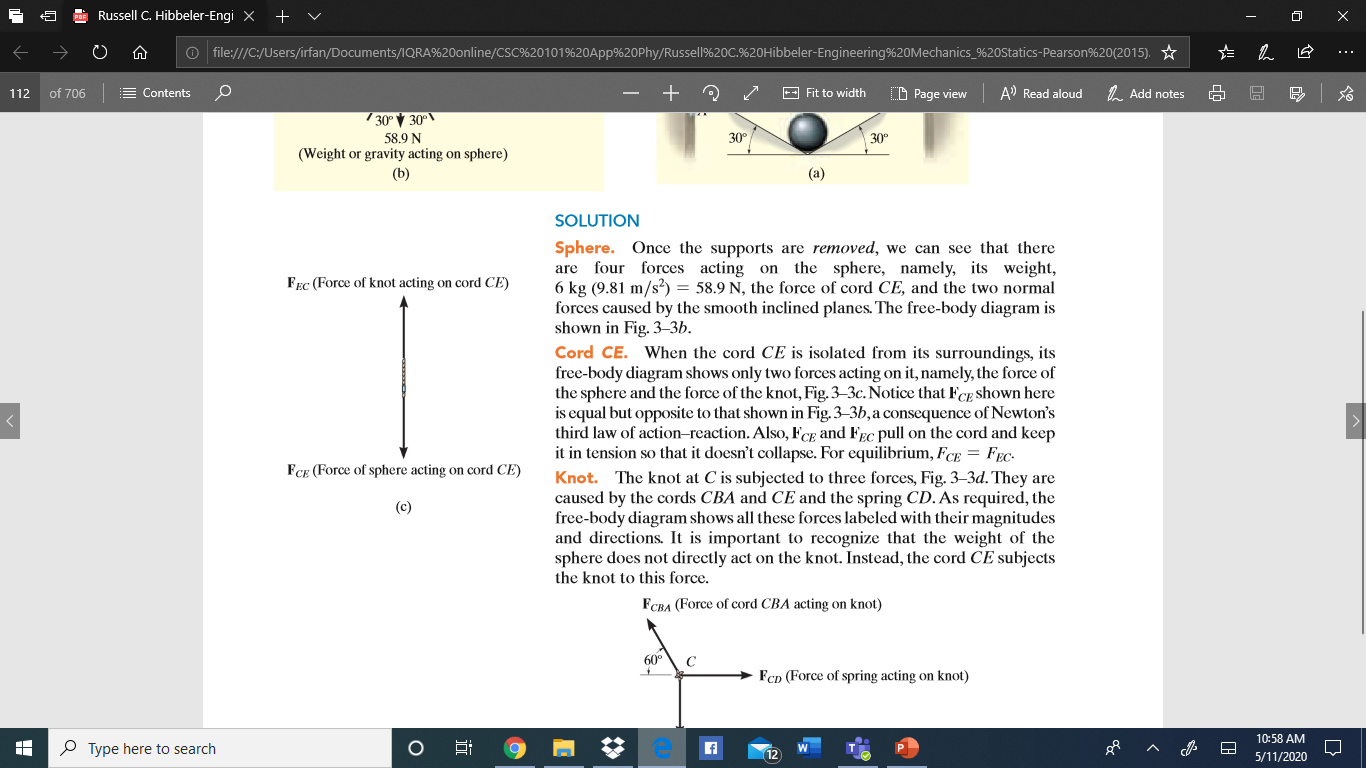 Russell C. Hibbeler-Engi
file:///C:/Users/irfan/Documents/IQRA%20online/CSC%20101%20App%20Phy/Russell%20C.%20Hibbeler-Engineering%20Mechanics_%20Statics-Pearson%20(2015).
112 of 706
Contents
Fit to width
Page view
Read aloud
Add notes
30° 30°
58.9 N
(Weight or gravity acting on sphere)
(b)
30° 30°
(a)
SOLUTION
Sphere. Once the supports are removed, we can see that there
are four forces acting on the sphere, namely, its weight,
6 kg (9.81 m/s²) = 58.9 N, the force of cord CE, and the two normal
forces caused by the smooth inclined planes. The free-body diagram is
shown in Fig. 3–3b.
Cord CE. When the cord CE is isolated from its surroundings, its
free-body diagram shows only two forces acting on it, namely, the force of
the sphere and the force of the knot, Fig. 3–3c. Notice that FCE shown here
is equal but opposite to that shown in Fig. 3–3b, a consequence of Newton's
third law of action–reaction. Also, FCE and FEC pull on the cord and keep
it in tension so that it doesn't collapse. For equilibrium, FCE = FEC.
Knot. The knot at C is subjected to three forces, Fig. 3–3d. They are
caused by the cords CBA and CE and the spring CD. As required, the
free-body diagram shows all these forces labeled with their magnitudes
and directions. It is important to recognize that the weight of the
sphere does not directly act on the knot. Instead, the cord CE subjects
the knot to this force.
FEC (Force of knot acting on cord CE)
FCE (Force of sphere acting on cord CE)
(c)
FCBA (Force of cord CBA acting on knot)
60° C
FCD (Force of spring acting on knot)
Type here to search
12
10:58 AM
5/11/2020